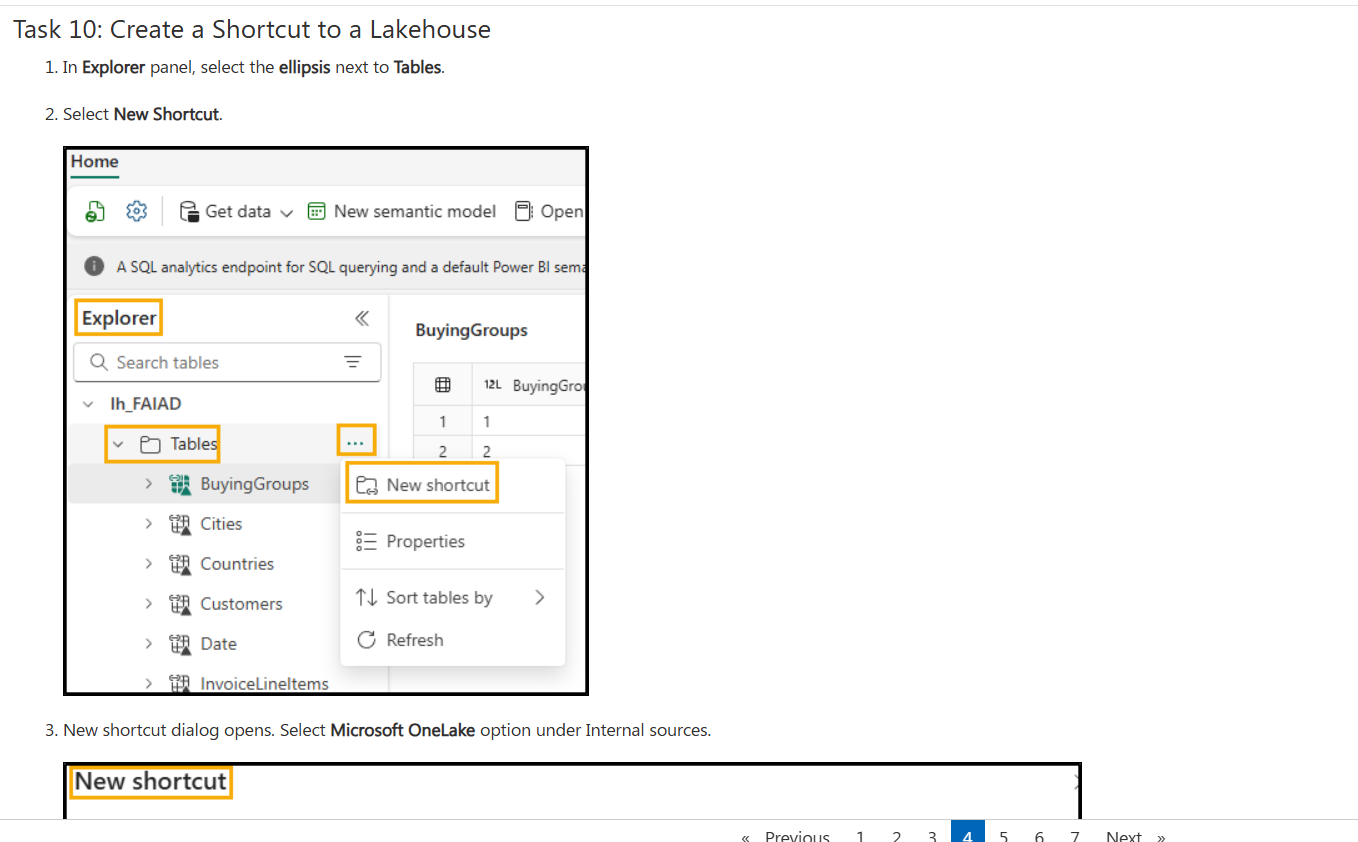 Task 10: Create a Shortcut to a Lakehouse
1. In Explorer panel, select the ellipsis next to Tables.
2. Select New Shortcut.
Home
Get data
New semantic model
Open
A SQL analytics endpoint for SQL querying and a default Power BI sema
Explorer
Search tables
lh_FAIAD
Tables
...
BuyingGroups
Cities
Countries
Customers
Date
InvoiceLineItems
New shortcut
Properties
Sort tables by
Refresh
BuyingGroups
12L BuyingGrou
1 1
2 2
3. New shortcut dialog opens. Select Microsoft OneLake option under Internal sources.
New shortcut
« Previous 1 2 3 4 5 6 7 Next »